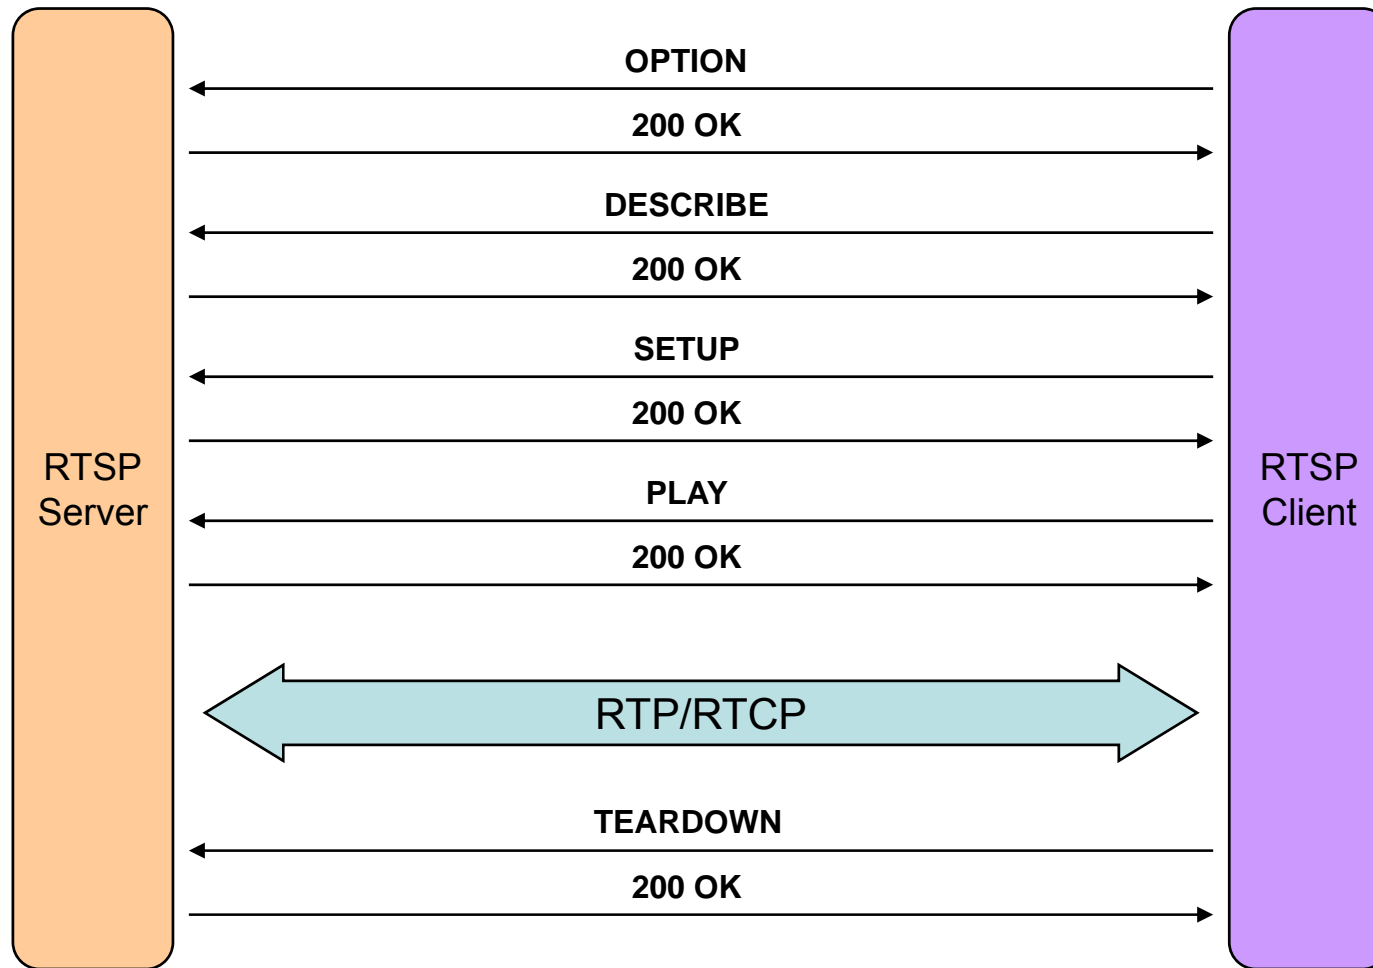 OPTION
200 OK
DESCRIBE
200 OK
SETUP
200 OK
RTSP
Server
RTSP
Client
PLAY
200 OK
RTP/RTCP
TEARDOWN
200 OK